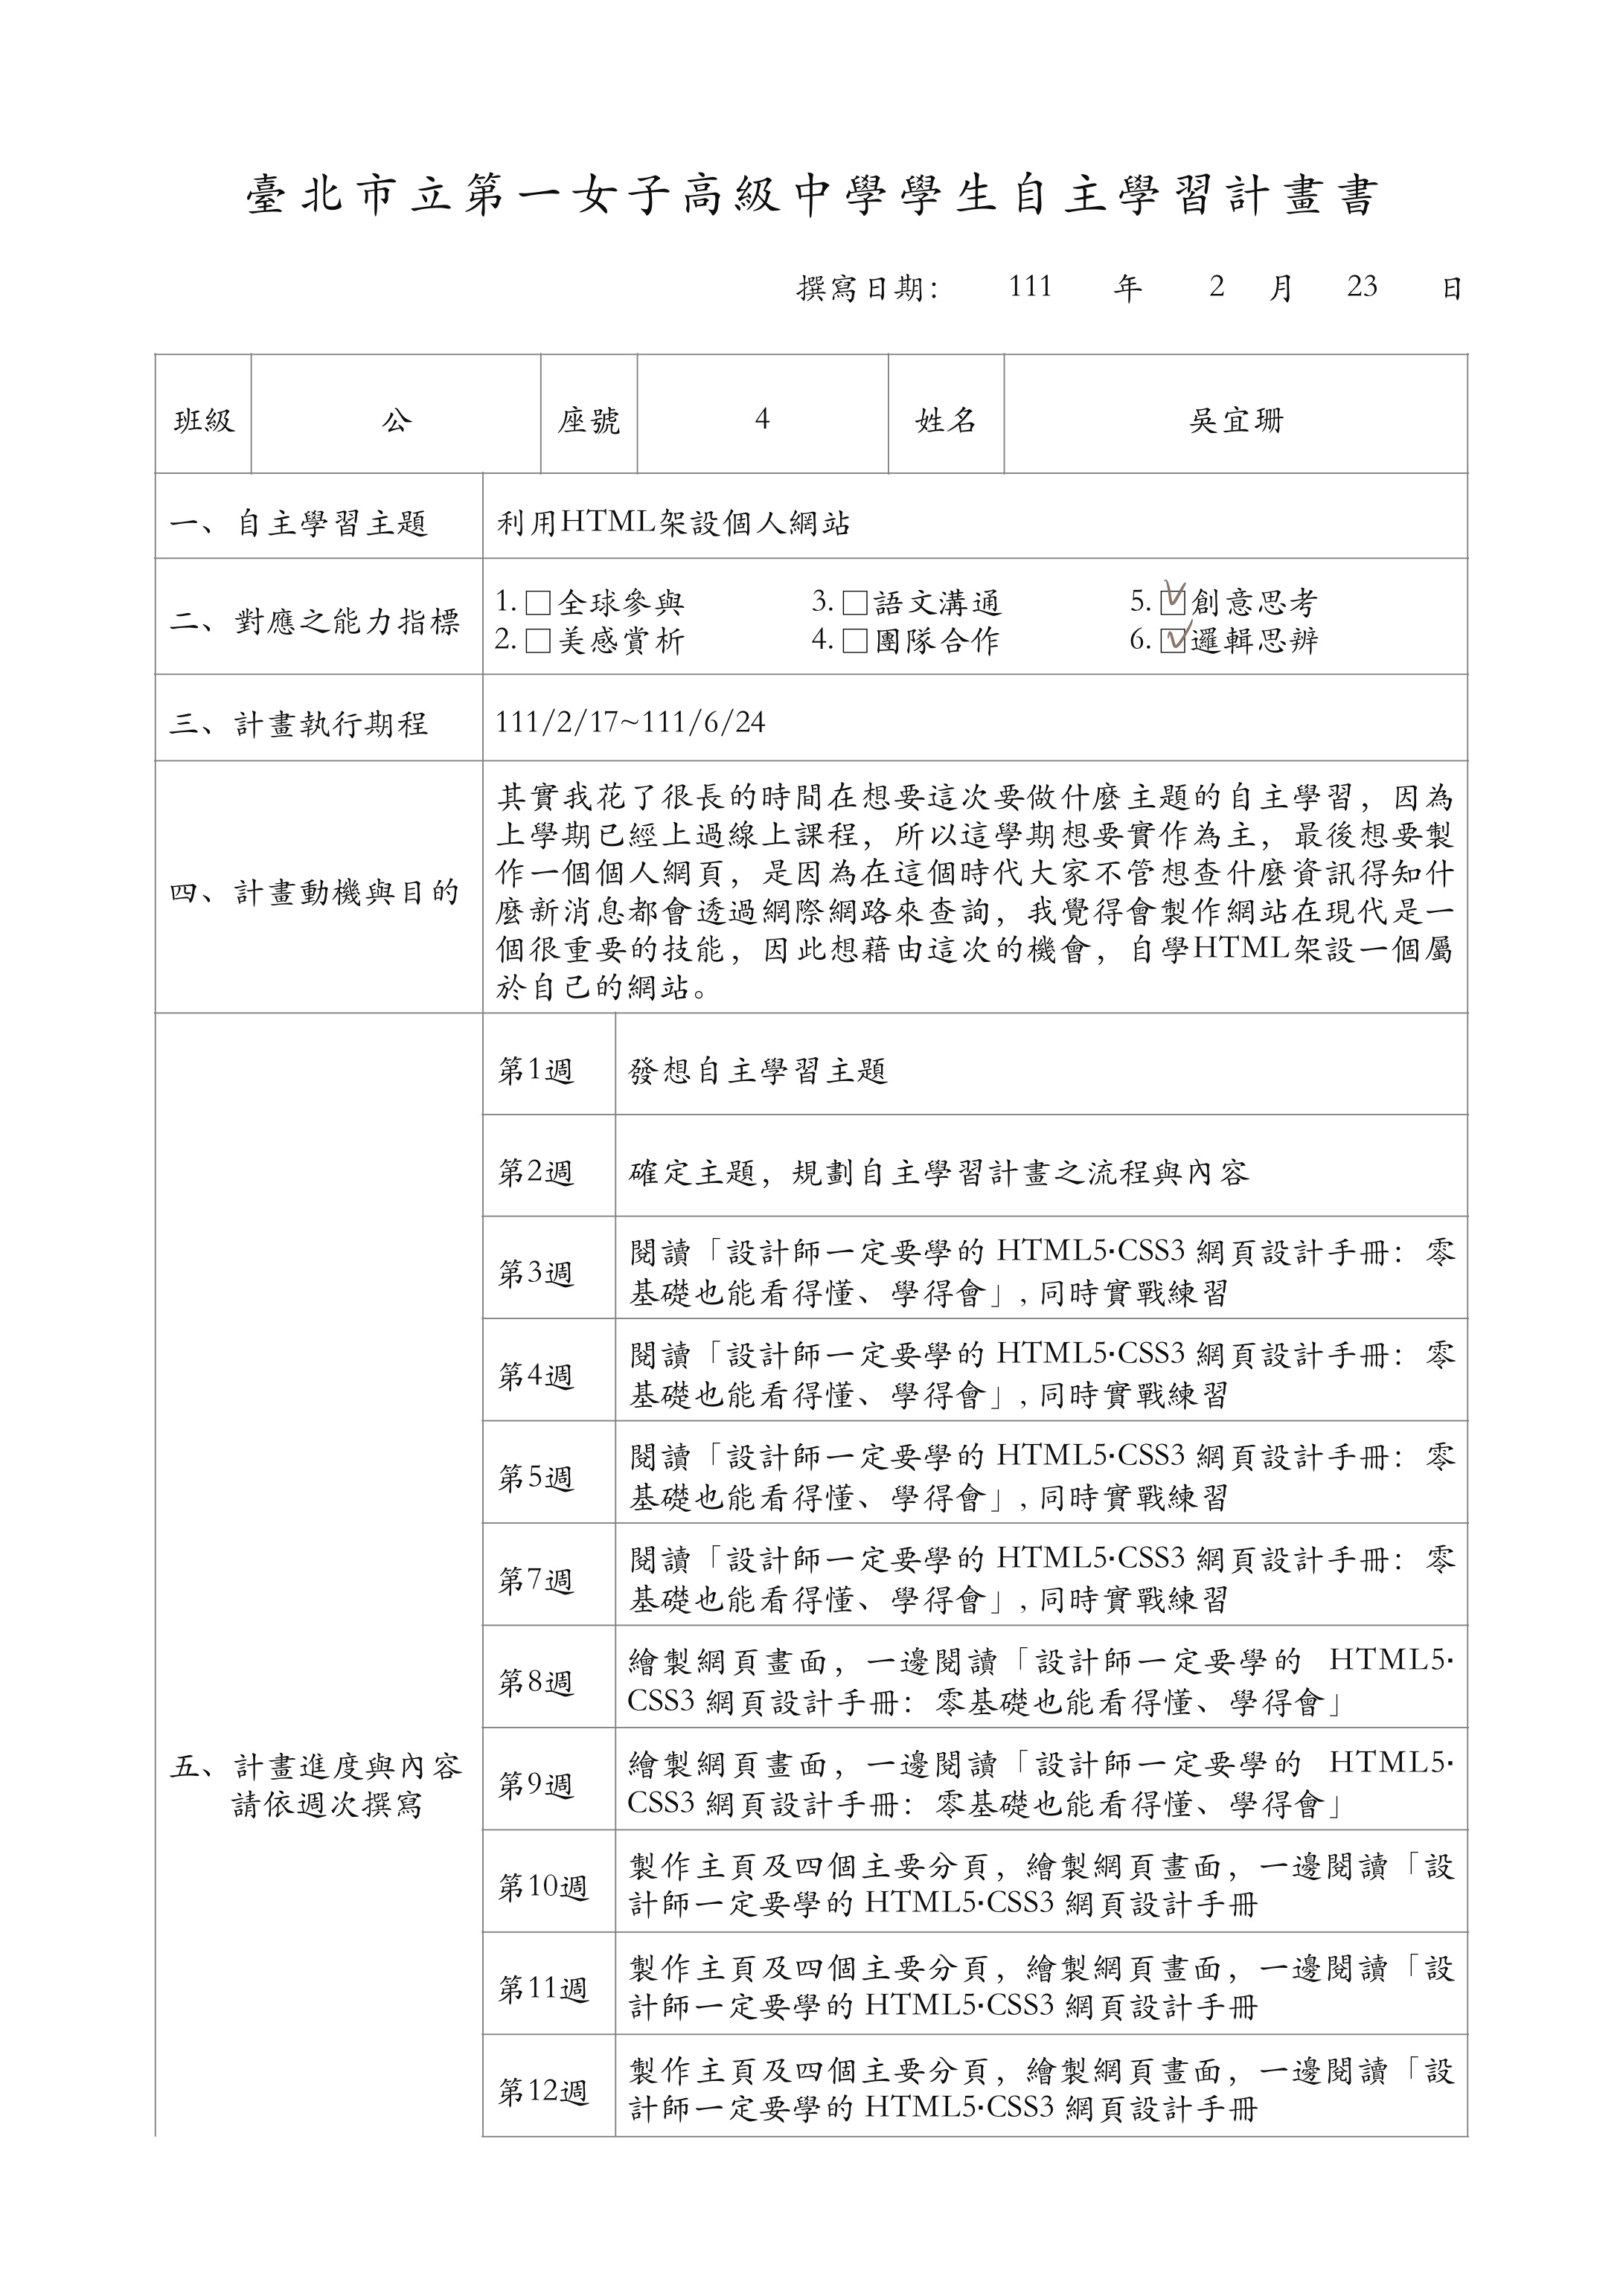 臺北市立第一女子高級中學學生自主學習計畫書
撰寫日期： 111 年 2 月 23 日
班級 公 座號 4 姓名 吳宜珊
一、自主學習主題 利用HTML架設個人網站
二、對應之能力指標
1. □全球參與 3. □語文溝通 5. ☑創意思考
2. □美感賞析 4. □團隊合作 6. ☑邏輯思辨
三、計畫執行期程 111/2/17~111/6/24
四、計畫動機與目的
其實我花了很長的時間在想要這次要做什麼主題的自主學習，因為
上學期已經上過線上課程，所以這學期想要實作為主，最後想要製
作一個個人網頁，是因為在這個時代大家不管想查什麼資訊得知什
麼新消息都會透過網際網路來查詢，我覺得會製作網站在現代是一
個很重要的技能，因此想藉由這次的機會，自學HTML架設一個屬
於自己的網站。
五、計畫進度與內容
請依週次撰寫
第1週 發想自主學習主題
第2週 確定主題，規劃自主學習計畫之流程與內容
第3週 閱讀「設計師一定要學的 HTML5‧CSS3 網頁設計手冊：零
基礎也能看得懂、學得會」, 同時實戰練習
第4週 閱讀「設計師一定要學的 HTML5‧CSS3 網頁設計手冊：零
基礎也能看得懂、學得會」, 同時實戰練習
第5週 閱讀「設計師一定要學的 HTML5‧CSS3 網頁設計手冊：零
基礎也能看得懂、學得會」, 同時實戰練習
第7週 閱讀「設計師一定要學的 HTML5‧CSS3 網頁設計手冊：零
基礎也能看得懂、學得會」, 同時實戰練習
第8週 繪製網頁畫面，一邊閱讀「設計師一定要學的 HTML5‧
CSS3 網頁設計手冊：零基礎也能看得懂、學得會」
第9週 繪製網頁畫面，一邊閱讀「設計師一定要學的 HTML5‧
CSS3 網頁設計手冊：零基礎也能看得懂、學得會」
第10週 製作主頁及四個主要分頁，繪製網頁畫面，一邊閱讀「設
計師一定要學的 HTML5‧CSS3 網頁設計手冊
第11週 製作主頁及四個主要分頁，繪製網頁畫面，一邊閱讀「設
計師一定要學的 HTML5‧CSS3 網頁設計手冊
第12週 製作主頁及四個主要分頁，繪製網頁畫面，一邊閱讀「設
計師一定要學的 HTML5‧CSS3 網頁設計手冊